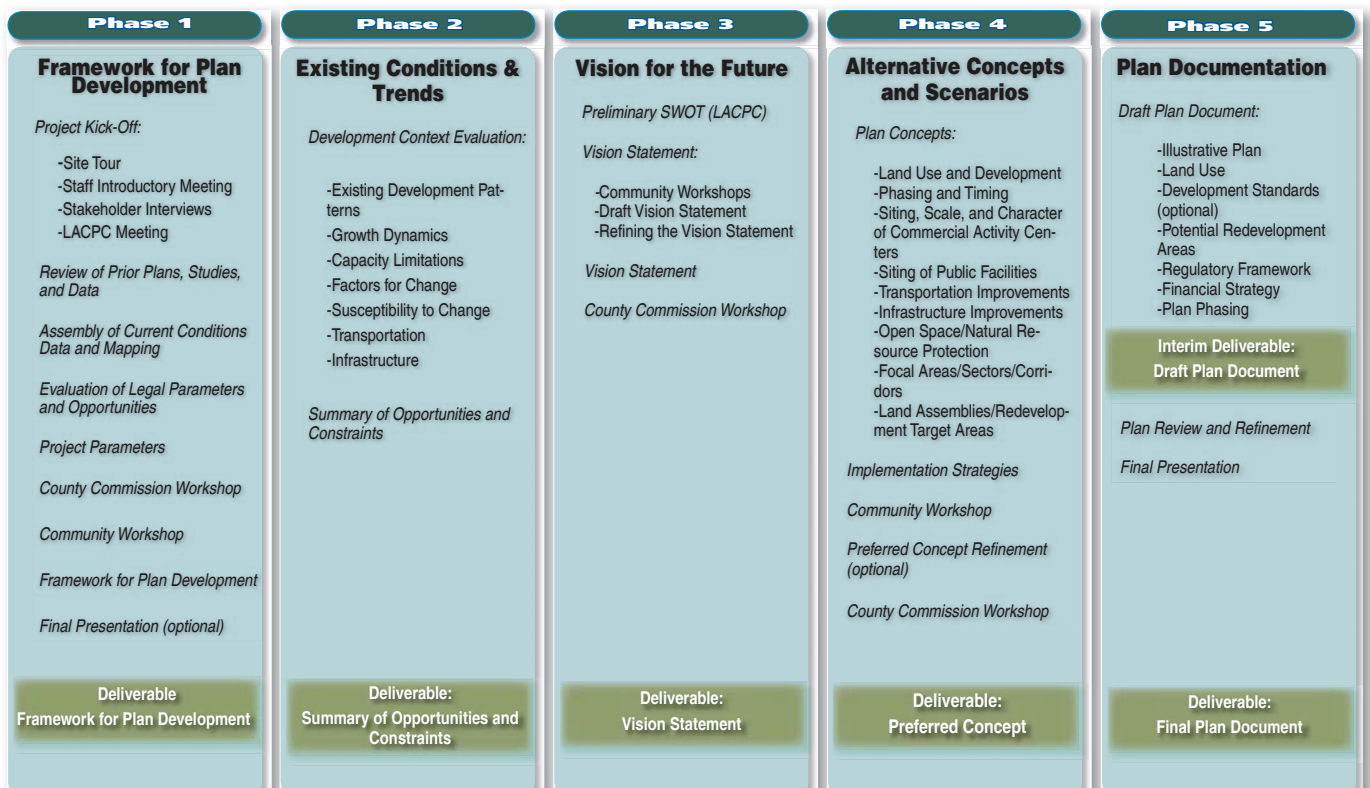 Phase 1
Framework for Plan
Development
Project Kick-Off:
-Site Tour
-Staff Introductory Meeting
-Stakeholder Interviews
-LACPC Meeting
Review of Prior Plans, Studies,
and Data
Assembly of Current Conditions
Data and Mapping
Evaluation of Legal Parameters
and Opportunities
Project Parameters
County Commission Workshop
Community Workshop
Framework for Plan Development
Final Presentation (optional)
Deliverable
Framework for Plan Development
Phase 2
Existing Conditions &
Trends
Development Context Evaluation:
-Existing Development Pat-
terns
-Growth Dynamics
-Capacity Limitations
-Factors for Change
-Susceptibility to Change
-Transportation
-Infrastructure
Summary of Opportunities and
Constraints
Deliverable:
Summary of Opportunities and
Constraints
Phase 3
Vision for the Future
Preliminary SWOT (LACPC)
Vision Statement:
-Community Workshops
-Draft Vision Statement
-Refining the Vision Statement
Vision Statement
County Commission Workshop
Deliverable:
Vision Statement
Phase 4
Alternative Concepts
and Scenarios
Plan Concepts:
-Land Use and Development
-Phasing and Timing
-Siting, Scale, and Character
of Commercial Activity Cen-
ters
-Siting of Public Facilities
-Transportation Improvements
-Infrastructure Improvements
-Open Space/Natural Re-
source Protection
-Focal Areas/Sectors/Corri-
dors
-Land Assemblies/Redevelop-
ment Target Areas
Implementation Strategies
Community Workshop
Preferred Concept Refinement
(optional)
County Commission Workshop
Deliverable:
Preferred Concept
Phase 5
Plan Documentation
Draft Plan Document:
-Illustrative Plan
-Land Use
-Development Standards
(optional)
-Potential Redevelopment
Areas
-Regulatory Framework
-Financial Strategy
-Plan Phasing
Interim Deliverable:
Draft Plan Document
Plan Review and Refinement
Final Presentation
Deliverable:
Final Plan Document